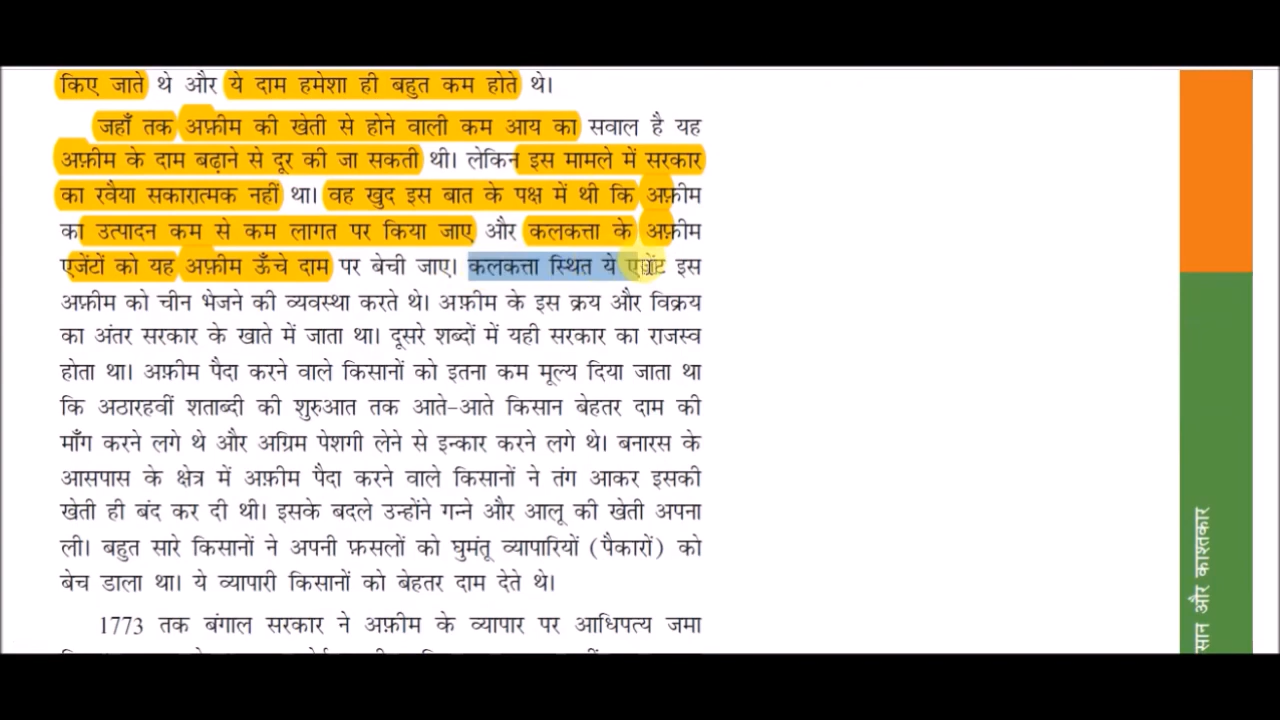 किए जाते थे और ये दाम हमेशा ही बहुत कम होते थे।
जहाँ तक अफ़ीम की खेती से होने वाली कम आय का सवाल है यह
अफ़ीम के दाम बढ़ाने से दूर की जा सकती थी। लेकिन इस मामले में सरकार
का रवैया सकारात्मक नहीं था। वह खुद इस बात के पक्ष में थी कि अफ़ीम
का उत्पादन कम से कम लागत पर किया जाए और कलकत्ता के अफ़ीम
एजेंटों को यह अफ़ीम ऊँचे दाम पर बेची जाए। कलकत्ता स्थित ये एजेंट इस
अफ़ीम को चीन भेजने की व्यवस्था करते थे। अफ़ीम के इस क्रय और विक्रय
का अंतर सरकार के खाते में जाता था। दूसरे शब्दों में यही सरकार का राजस्व
होता था। अफ़ीम पैदा करने वाले किसानों को इतना कम मूल्य दिया जाता था
कि अठारहवीं शताब्दी की शुरुआत तक आते-आते किसान बेहतर दाम की
माँग करने लगे थे और अग्रिम पेशगी लेने से इन्कार करने लगे थे। बनारस के
आसपास के क्षेत्र में अफ़ीम पैदा करने वाले किसानों ने तंग आकर इसकी
खेती ही बंद कर दी थी। इसके बदले उन्होंने गन्ने और आलू की खेती अपना
ली। बहुत सारे किसानों ने अपनी फ़सलों को घुमंतू व्यापारियों (पैकारों) को
बेच डाला था। ये व्यापारी किसानों को बेहतर दाम देते थे।
1773 तक बंगाल सरकार ने अफ़ीम के व्यापार पर आधिपत्य जमा
और काश्तकार